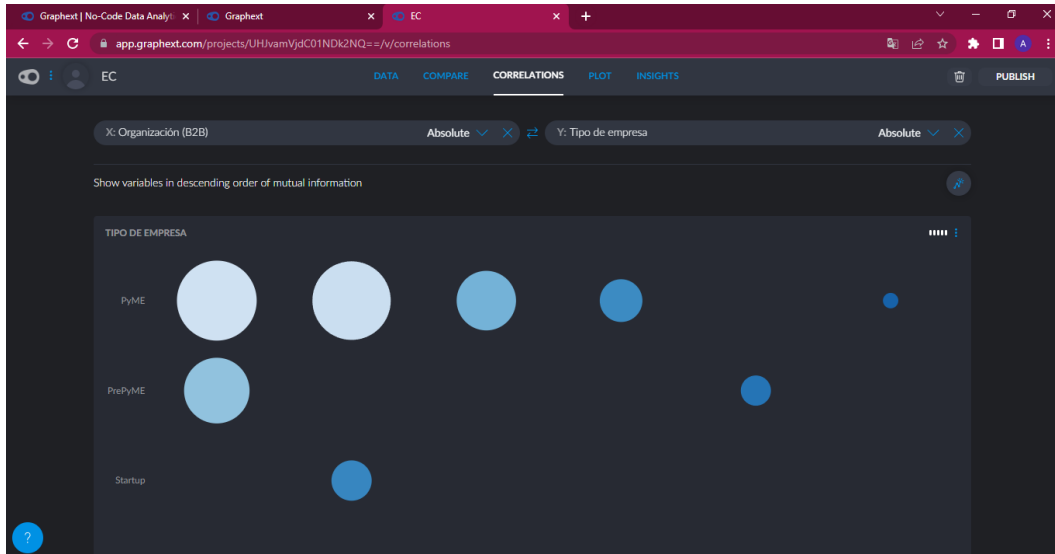 Graphext | No-Code Data Analyt
Graphext
EC
app.graphext.com/projects/UHJvamVjdC01NDk2NQ==/v/correlations
A
EC
DATA
COMPARE
CORRELATIONS
PLOT
INSIGHTS
PUBLISH
X: Organización (B2B)
Absolute
Y: Tipo de empresa
Absolute
Show variables in descending order of mutual information
TIPO DE EMPRESA
PyME
PrePyME
Startup
?